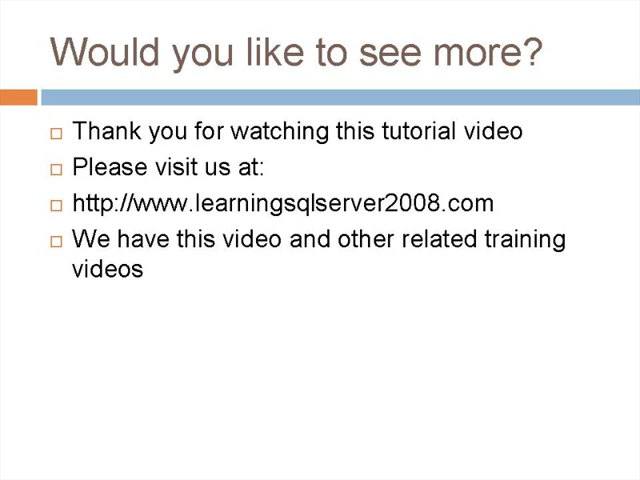 Would you like to see more?
Thank you for watching this tutorial video
Please visit us at:
http://www.learningsqlserver2008.com
We have this video and other related training
videos